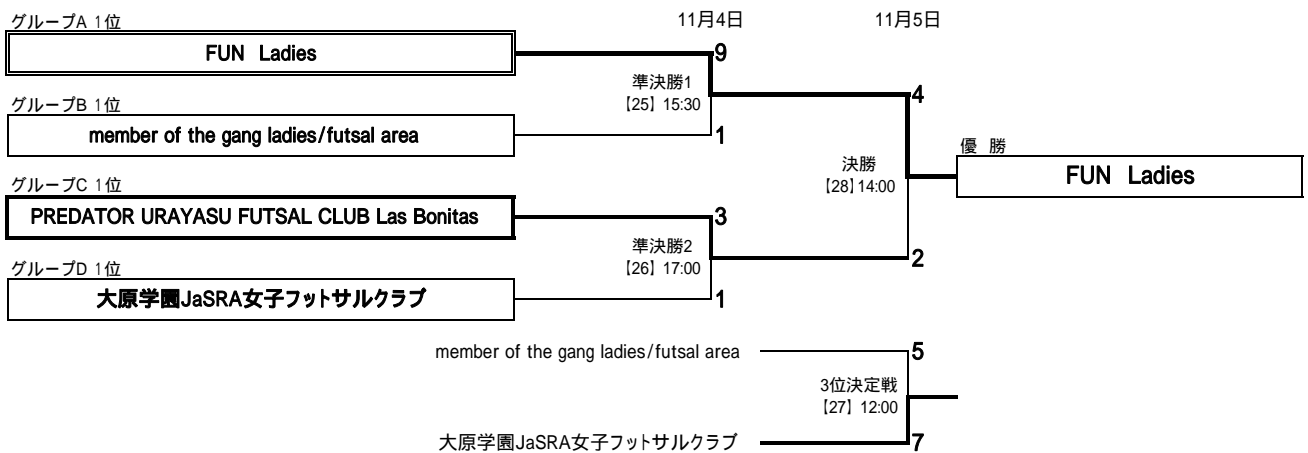 グループA 1位
11月4日
11月5日
FUN Ladies
9
準決勝1
【25】 15:30
4
グループB 1位
member of the gang ladies/futsal area
1
優 勝
決勝
【28】14:00
FUN Ladies
グループC 1位
PREDATOR URAYASU FUTSAL CLUB Las Bonitas
3
準決勝2
【26】 17:00
2
グループD 1位
大原学園JaSRA女子フットサルクラブ
1
member of the gang ladies/futsal area
5
3位決定戦
【27】 12:00
大原学園JaSRA女子フットサルクラブ
7